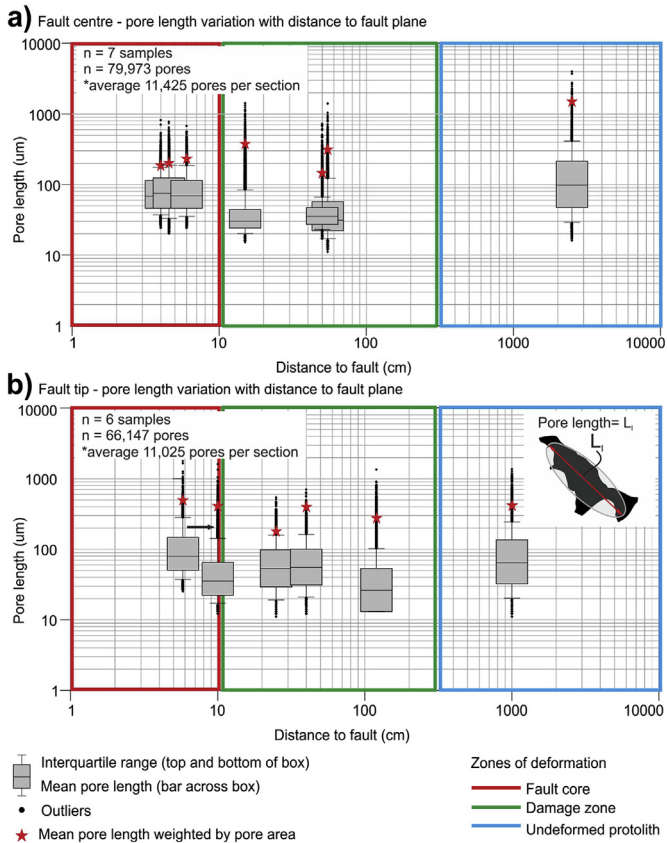 a) Fault centre - pore length variation with distance to fault plane
n = 7 samples
n = 79,973 pores
*average 11,425 pores per section
10000
1000
100
10
1
Pore length (um)
1
10
100
1000
10000
Distance to fault (cm)
b) Fault tip - pore length variation with distance to fault plane
n = 6 samples
n = 66,147 pores
*average 11,025 pores per section
Pore length= Lₗ
Lₗ
10000
1000
100
10
1
Pore length (um)
1
10
100
1000
10000
Distance to fault (cm)
Interquartile range (top and bottom of box)
Mean pore length (bar across box)
Outliers
Mean pore length weighted by pore area
Zones of deformation
Fault core
Damage zone
Undeformed protolith